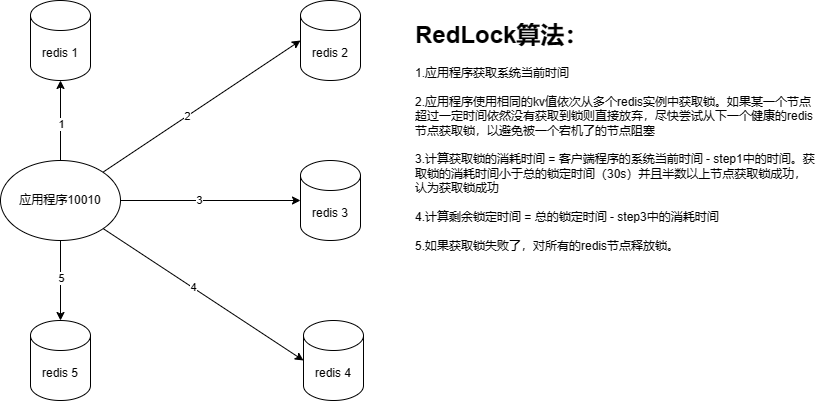 redis 1
redis 2
1
2
应用程序10010
3
redis 3
5
4
redis 5
redis 4
RedLock算法：
1.应用程序获取系统当前时间
2.应用程序使用相同的kv值依次从多个redis实例中获取锁。如果某一个节点
超过一定时间依然没有获取到锁则直接放弃，尽快尝试从下一个健康的redis
节点获取锁，以避免被一个宕机了的节点阻塞
3.计算获取锁的消耗时间 = 客户端程序的系统当前时间 - step1中的时间。获
取锁的消耗时间小于总的锁定时间（30s）并且半数以上节点获取锁成功，
认为获取锁成功
4.计算剩余锁定时间 = 总的锁定时间 - step3中的消耗时间
5.如果获取锁失败了，对所有的redis节点释放锁。